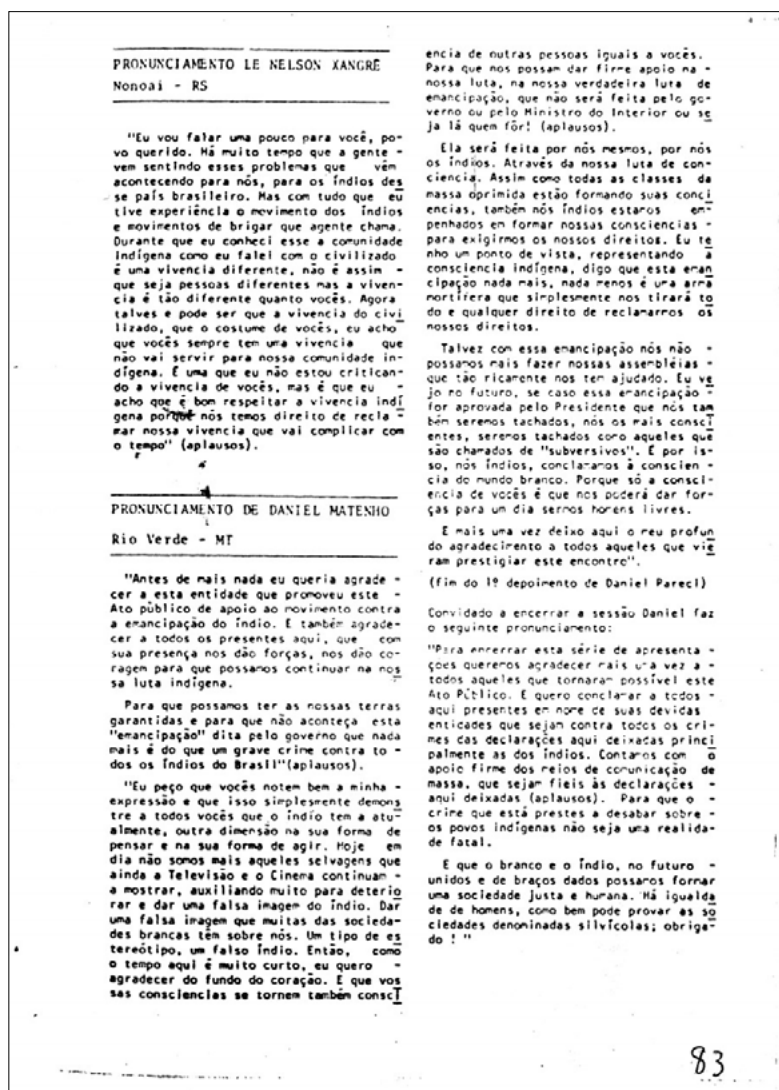 PRONUNCIAMENTO LE NELSON XANGRÊ
Nonoai - RS
"Eu vou falar uma pouco para você, po-
vo querido. Há muito tempo que a gente -
vem sentindo esses problemas que vêm
acontecendo para nós, para os índios des
se país brasileiro. Mas com tudo que eu
tive experiência o movimento dos índios
e movimentos de brigar que agente chama.
Durante que eu conheci esse a comunidade
Indígena como eu falei com o civilizado
é uma vivencia diferente, não é assim -
que seja pessoas diferentes mas a viven-
cia é tão diferente quanto vocês. Agora
talves e pode ser que a vivencia do civi
lizado, que o costume de vocês, eu acho
que vocês sempre tem uma vivencia que
não vai servir para nossa comunidade in-
dígena. E uma que eu não estou critican-
do a vivencia de vocês, mas é que eu -
acho que é bom respeitar a vivencia indí
gena porque nós temos direito de recla -
mar nossa vivencia que vai complicar com
o tempo" (aplausos).
PRONUNCIAMENTO DE DANIEL MATENHO
Rio Verde - MT
"Antes de mais nada eu queria agrade -
cer a esta entidade que promoveu este -
Ato público de apoio ao movimento contra
a emancipação do índio. E também agrade-
cer a todos os presentes aqui, que com
sua presença nos dão forças, nos dão co-
ragem para que possamos continuar na nos
sa luta indígena.
Para que possamos ter as nossas terras
garantidas e para que não aconteça esta
"emancipação" dita pelo governo que nada
mais é do que um grave crime contra to -
dos os Índios do Brasil"(aplausos).
"Eu peço que vocês notem bem a minha -
expressão e que isso simplesmente demons
tre a todos vocês que o índio tem a atu-
almente, outra dimensão na sua forma de
pensar e na sua forma de agir. Hoje em
dia não somos mais aqueles selvagens que
ainda a Televisão e o Cinema continuam -
a mostrar, auxiliando muito para deterio
rar e dar uma falsa imagem do índio. Dar
uma falsa imagem que muitas das socieda-
des brancas têm sobre nós. Um tipo de es
tereótipo, um falso índio. Então, como
o tempo aqui é muito curto, eu quero -
agradecer do fundo do coração. E que vos
sas consciencias se tornem também consci
encia de outras pessoas iguais a vocês.
Para que nos possam dar firme apoio na -
nossa luta, na nossa verdadeira luta de
emancipação, que não será feita pelo go-
verno ou pelo Ministro do Interior ou se
ja lá quem fôr! (aplausos).
Ela será feita por nós mesmos, por nós
os índios. Através da nossa luta de con-
ciencia. Assim como todas as classes da
massa oprimida estão formando suas conci
encias, também nós índios estamos em-
penhados em formar nossas consciencias -
para exigirmos os nossos direitos. Eu te
nho um ponto de vista, representando a
consciencia indígena, digo que esta eman
cipação nada mais, nada menos é uma arma
mortífera que simplesmente nos tirará to
do e qualquer direito de reclamarmos os
nossos direitos.
Talvez com essa emancipação nós não -
possamos mais fazer nossas assembléias -
que tão ricamente nos tem ajudado. Eu ve
jo no futuro, se caso essa emancipação -
for aprovada pelo Presidente que nós tam
bém seremos tachados, nós os mais consci
entes, seremos tachados como aqueles que
são chamados de "subversivos". E por is-
so, nós índios, conclamamos à conscien -
cia do mundo branco. Porque só a consci-
encia de vocês é que nos poderá dar for-
ças para um dia sermos homens livres.
E mais uma vez deixo aqui o meu profun
do agradecimento a todos aqueles que vie
ram prestigiar este encontro".
(fim do 1º depoimento de Daniel Pareci)
Convidado a encerrar a sessão Daniel faz
o seguinte pronunciamento:
"Para encerrar esta série de apresenta -
ções queremos agradecer mais uma vez a -
todos aqueles que tornaram possível este
Ato Público. E quero conclamar a todos -
aqui presentes em nome de suas devidas
entidades que sejam contra todos os cri-
mes das declarações aqui deixadas princi
palmente as dos índios. Contamos com o
apoio firme dos meios de comunicação de
massa, que sejam fieis às declarações -
aqui deixadas (aplausos). Para que o -
crime que está prestes a desabar sobre -
os povos indígenas não seja uma realida-
de fatal.
E que o branco e o índio, no futuro -
unidos e de braços dados possamos formar
uma sociedade justa e humana. Há igualda
de de homens, como bem pode provar as so
ciedades denominadas silvícolas; obriga-
do ! "
83